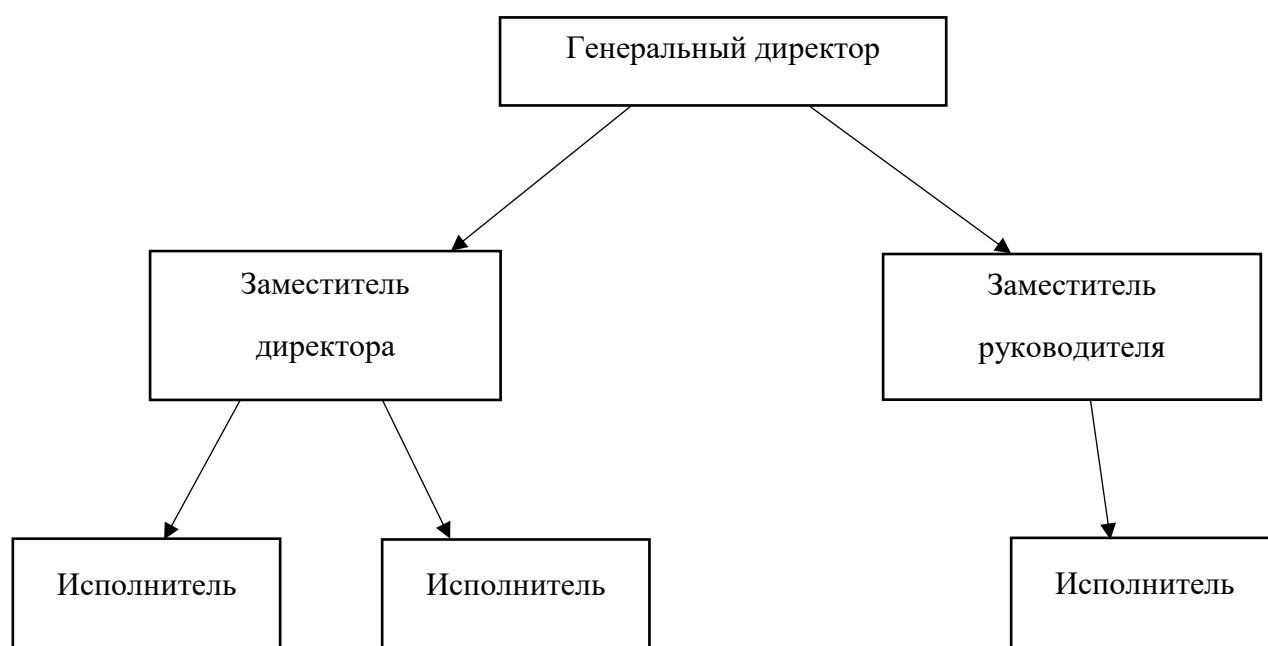 Генеральный директор
Заместитель
директора
Заместитель
руководителя
Исполнитель
Исполнитель
Исполнитель